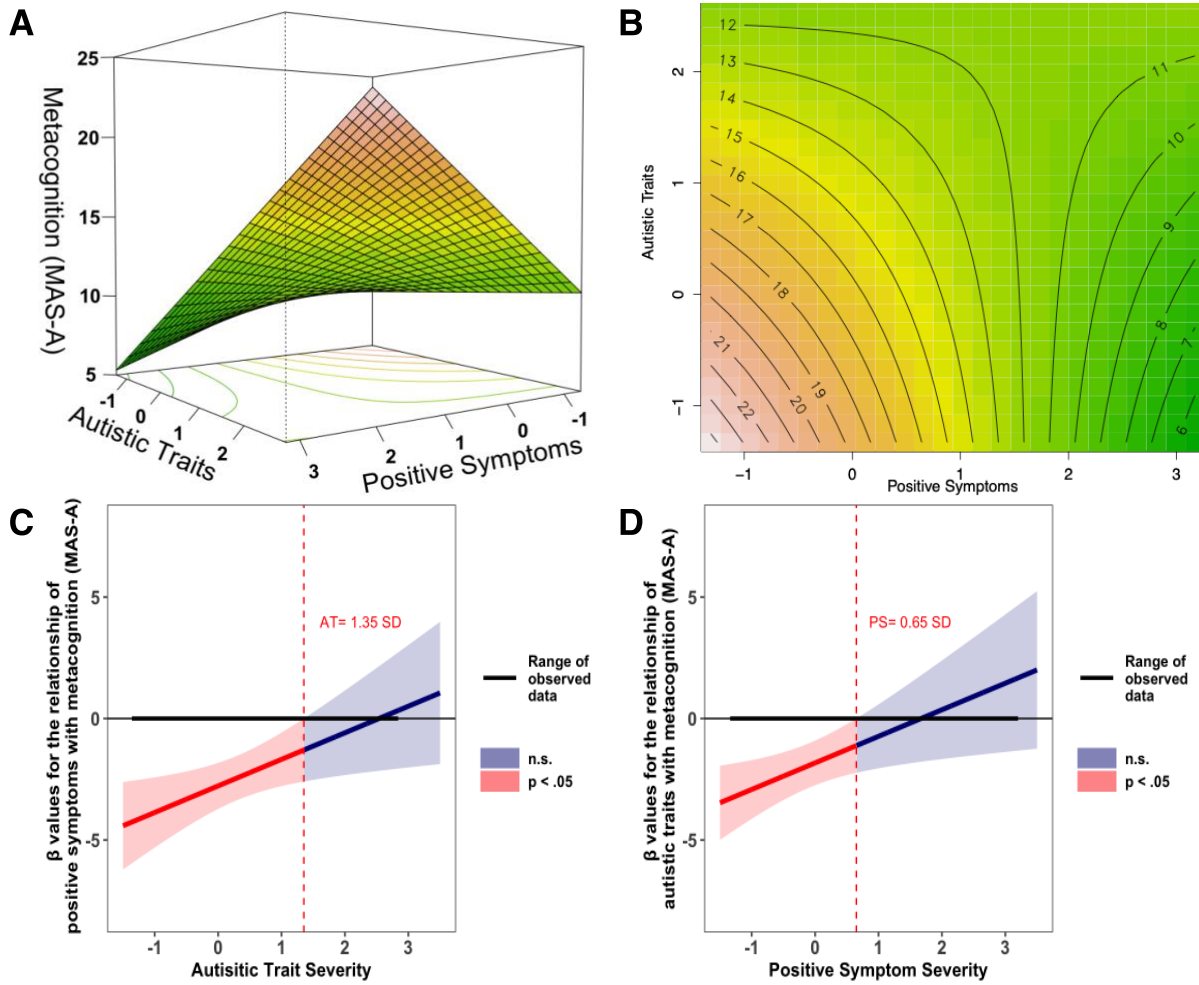 A
25
20
15
10
5
Metacognition (MAS-A)
-1
0
1
2
Autistic Traits
3
2
1
0
-1
Positive Symptoms
B
2
1
0
−1
Autistic Traits
12
13
14
15
16
17
18
19
20
21
22
11
10
9
8
7
6
−1
0
1
2
3
Positive Symptoms
C
β values for the relationship of
positive symptoms with metacognition (MAS-A)
5
0
-5
AT= 1.35 SD
-1
0
1
2
3
Autisitic Trait Severity
Range of
observed
data
n.s.
p < .05
D
β values for the relationship of
autistic traits with metacognition (MAS-A)
5
0
-5
PS= 0.65 SD
-1
0
1
2
3
Positive Symptom Severity
Range of
observed
data
n.s.
p < .05